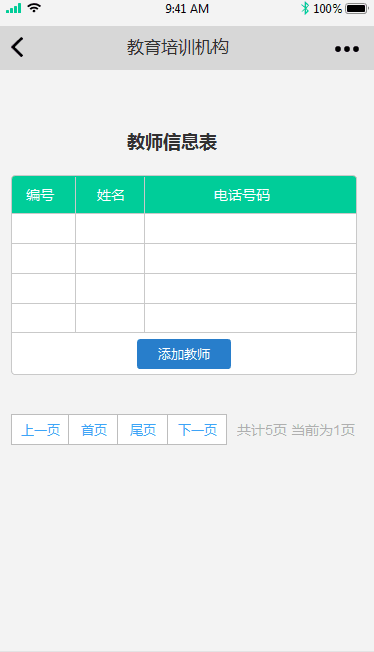 9:41 AM 100%
教育培训机构
教师信息表
编号 姓名 电话号码
添加教师
上一页 首页 尾页 下一页 共计5页 当前为1页